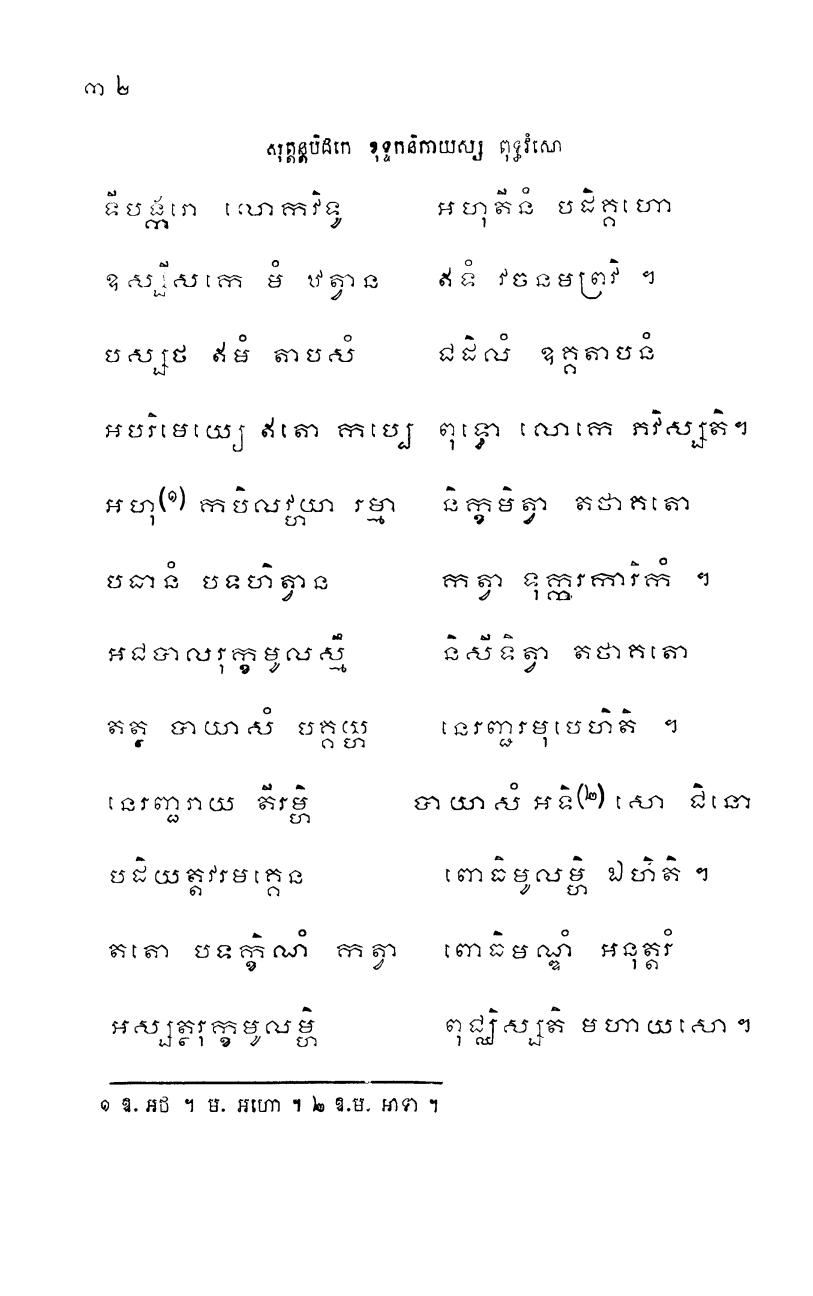 ៣២
សុត្តន្តបិដកេ ខុទ្ទកនិកាយស្ស ពុទ្ធវំសោ
ទីបង្ករោ លោកវិទូ អាហុតីនំ បដិគ្គហោ
ឧស្សីសកេ មំ ឋត្វាន ឥទំ វចនមព្រវិ ។
បស្សថ ឥមំ តាបសំ ជដិលំ ឧគ្គតាបនំ
អបរិមេយ្យេ ឥតោ កប្បេ ពុទ្ធោ លោកេ ភវិស្សតិ។
អហុ(១) កបិលវ្ហយា រម្មា និក្ខមិត្វា តថាគតោ
បធានំ បទហិត្វាន កត្វា ទុក្ករការិកំ ។
អជបាលរុក្ខមូលស្មឹ និសីទិត្វា តថាគតោ
តត្ថ បាយាសំ បគ្គយ្ហ នេរញ្ជរមុបេហិតិ ។
នេរញ្ជរាយ តីរម្ហិ បាយាសំ អទិ(២) សោ ជិនោ
បដិយត្តវរមគ្គេន ពោធិមូលម្ហិ ឯហិតិ ។
តតោ បទក្ខិណំ កត្វា ពោធិមណ្ឌំ អនុត្តរំ
អស្សត្ថរុក្ខមូលម្ហិ ពុជ្ឈិស្សតិ មហាយសោ។
១ ឱ. អថ ។ ម. អហោ ។ ២ ឱ.ម. អាទា ។